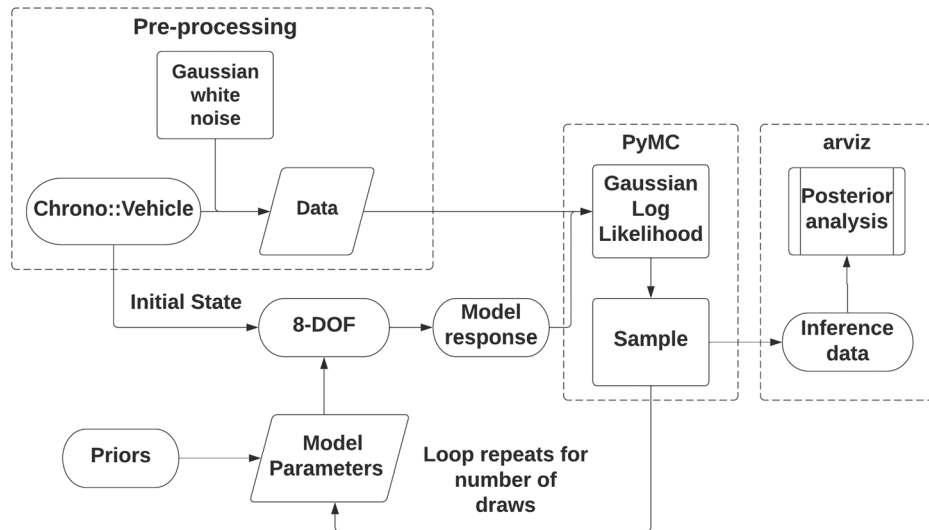 Pre-processing
Gaussian
white
noise
Chrono::Vehicle
Data
PyMC
Gaussian
Log
Likelihood
arviz
Posterior
analysis
Initial State
8-DOF
Model
response
Sample
Inference
data
Priors
Model
Parameters
Loop repeats for
number of
draws